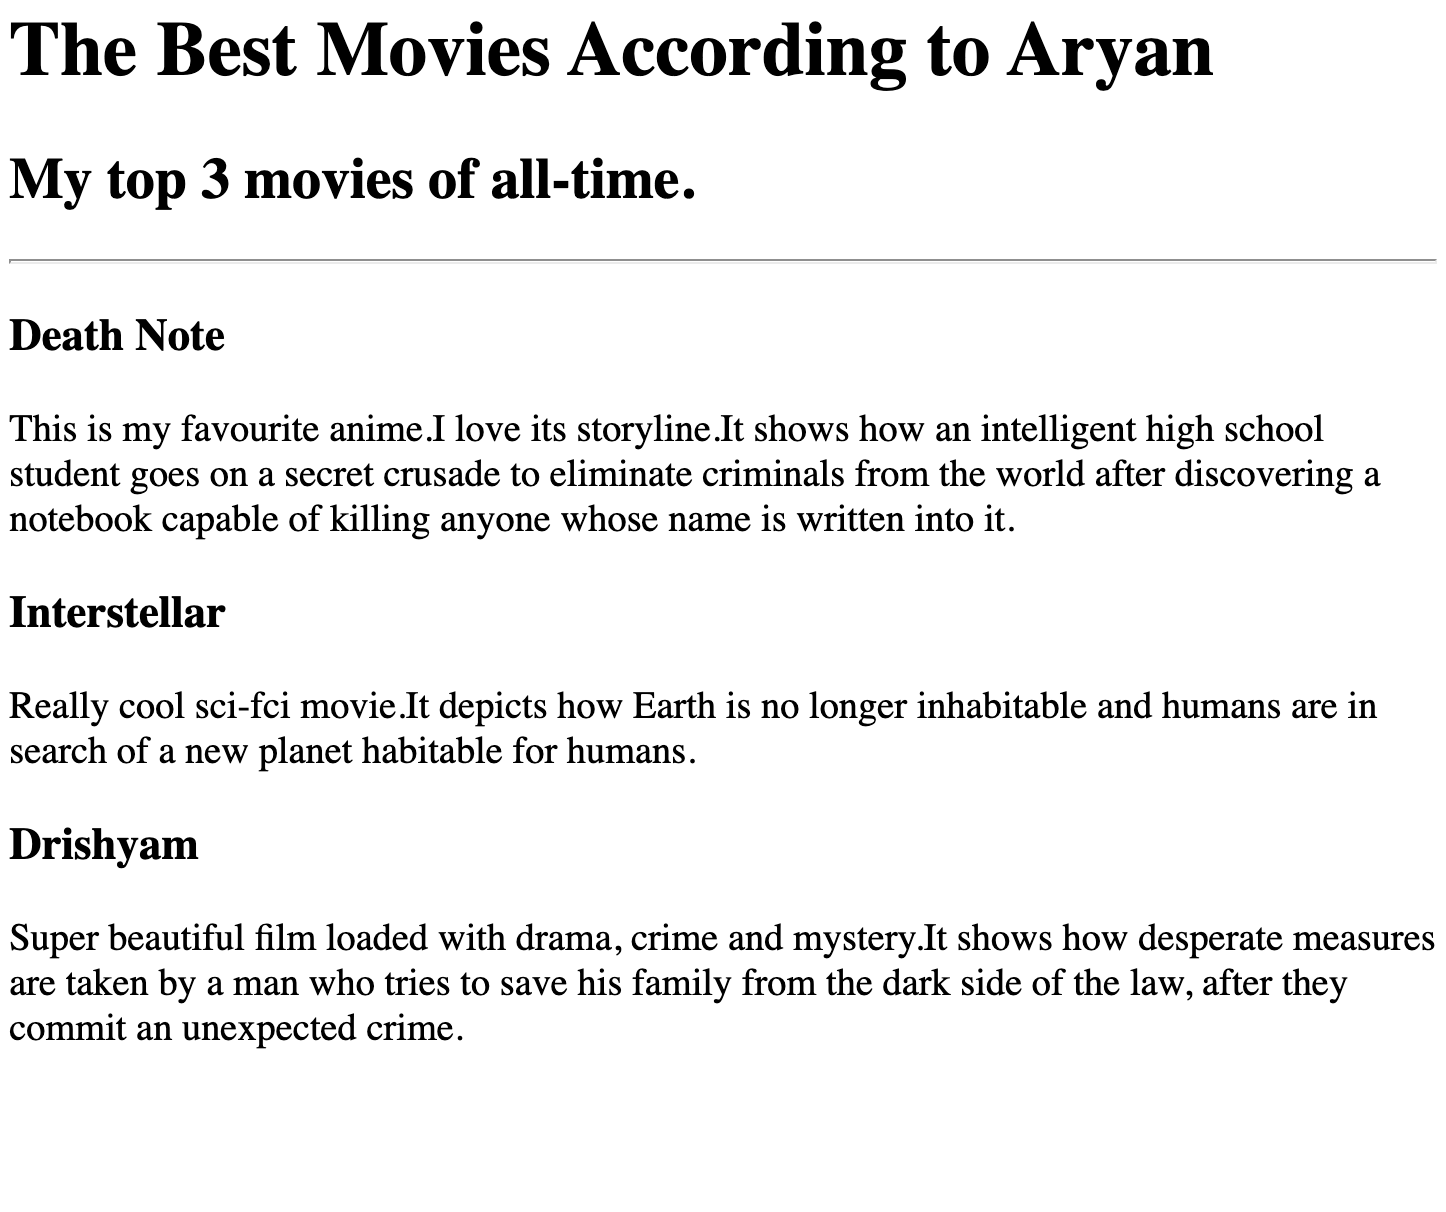 The Best Movies According to Aryan
My top 3 movies of all-time.
Death Note
This is my favourite anime.I love its storyline.It shows how an intelligent high school
student goes on a secret crusade to eliminate criminals from the world after discovering a
notebook capable of killing anyone whose name is written into it.
Interstellar
Really cool sci-fci movie.It depicts how Earth is no longer inhabitable and humans are in
search of a new planet habitable for humans.
Drishyam
Super beautiful film loaded with drama, crime and mystery.It shows how desperate measures
are taken by a man who tries to save his family from the dark side of the law, after they
commit an unexpected crime.